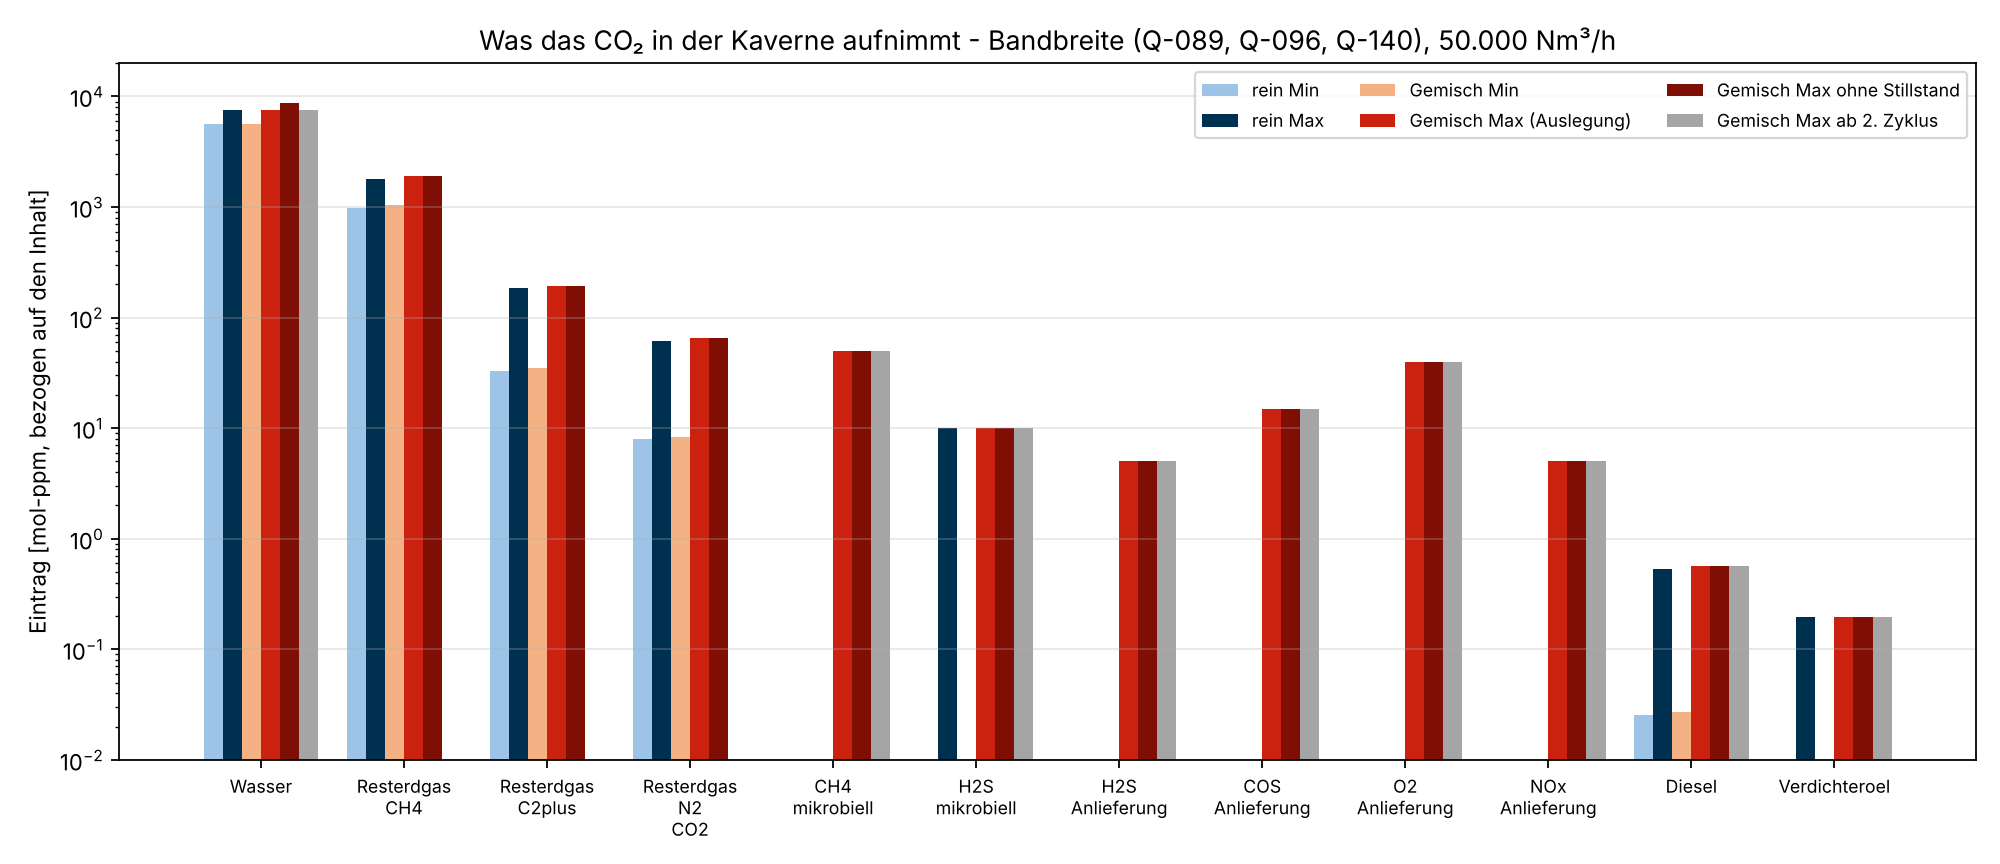 Was das CO₂ in der Kaverne aufnimmt - Bandbreite (Q-089, Q-096, Q-140), 50.000 Nm³/h
rein Min
rein Max
Gemisch Min
Gemisch Max (Auslegung)
Gemisch Max ohne Stillstand
Gemisch Max ab 2. Zyklus
Eintrag [mol-ppm, bezogen auf den Inhalt]
10⁴
10³
10²
10¹
10⁰
10⁻¹
10⁻²
Wasser
Resterdgas
CH4
Resterdgas
C2plus
Resterdgas
N2
CO2
CH4
mikrobiell
H2S
mikrobiell
H2S
Anlieferung
COS
Anlieferung
O2
Anlieferung
NOx
Anlieferung
Diesel
Verdichteroel